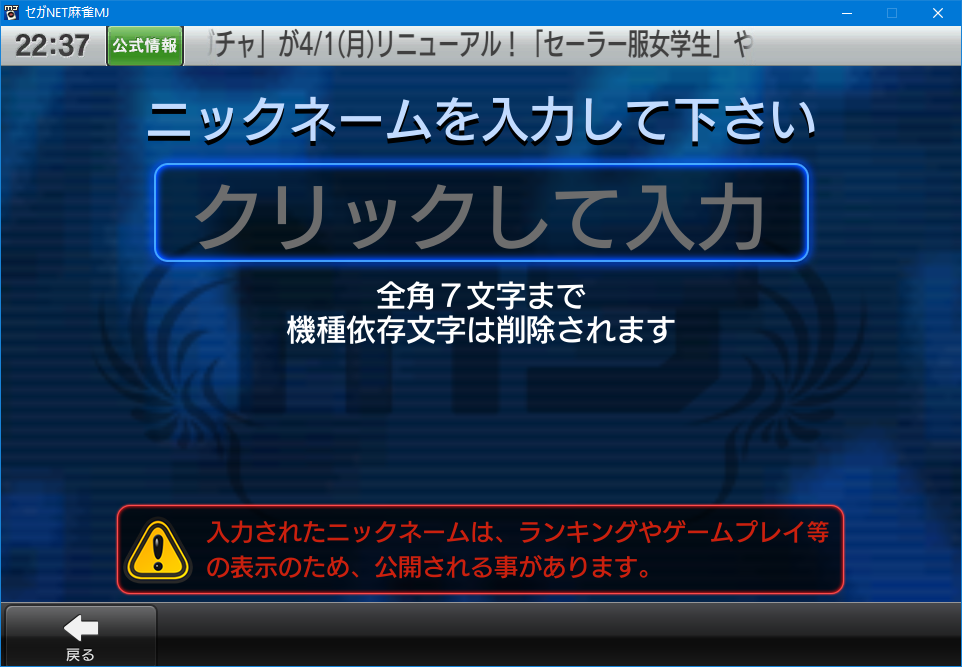 セガNET麻雀MJ
22:37
公式情報
チャ」が4/1(月)リニューアル！「セーラー服女学生」や
ニックネームを入力して下さい
クリックして入力
全角７文字まで
機種依存文字は削除されます
入力されたニックネームは、ランキングやゲームプレイ等
の表示のため、公開される事があります。
戻る